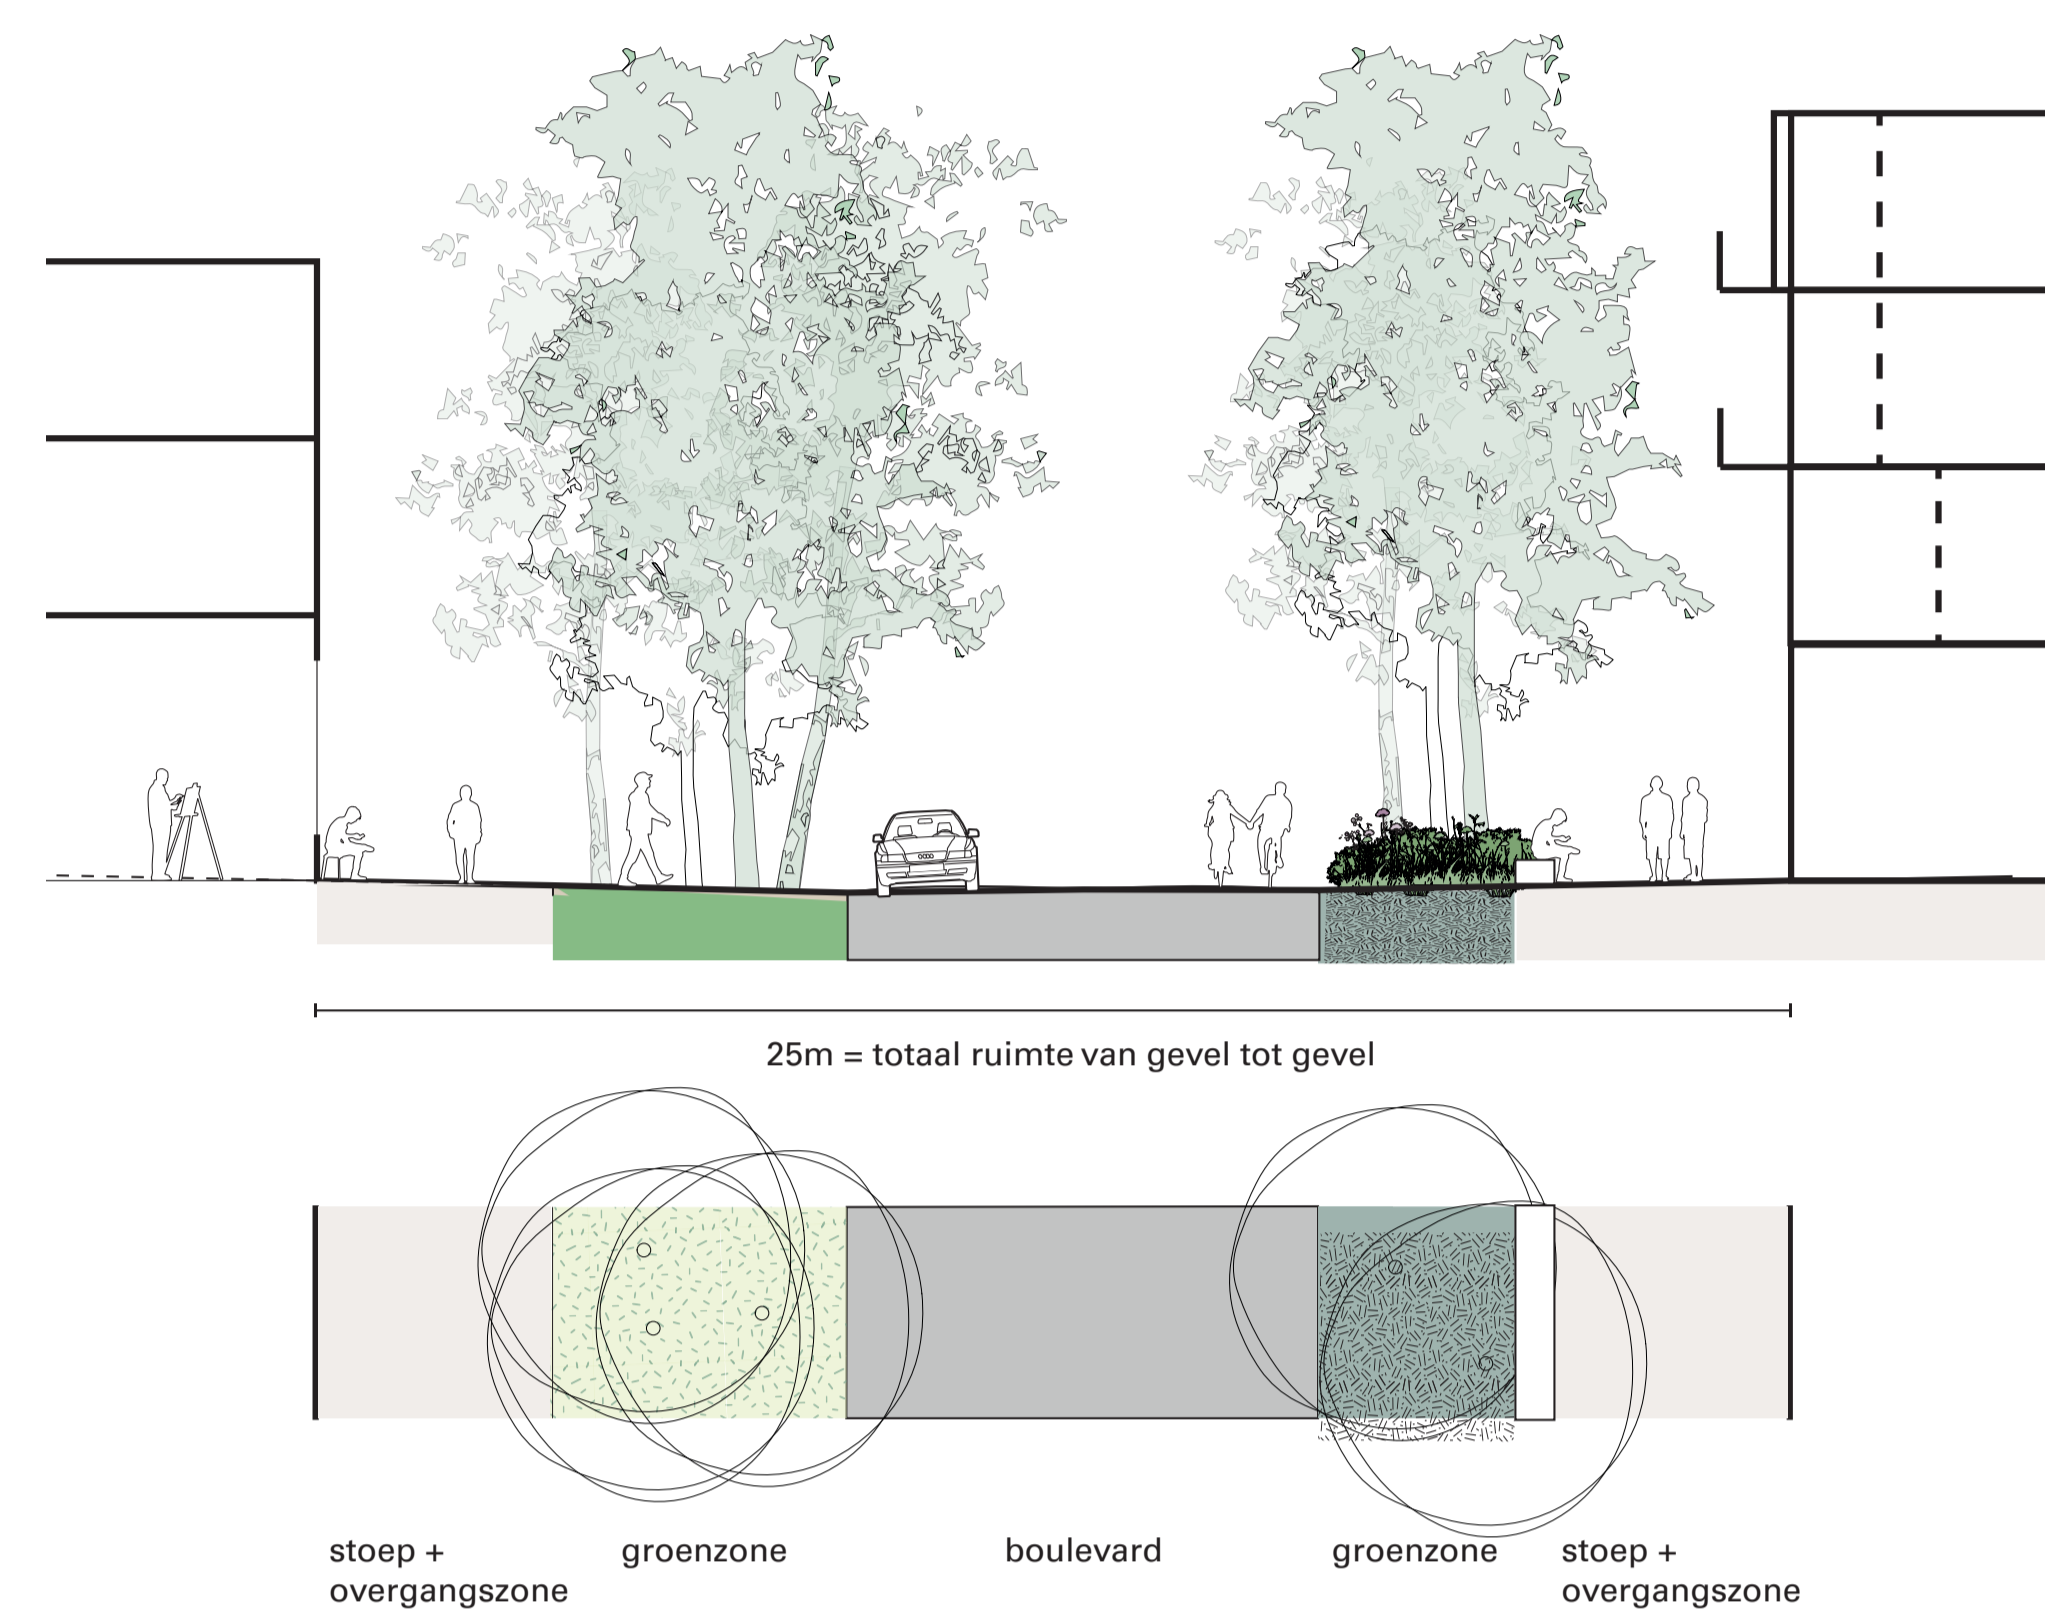 25m = totaal ruimte van gevel tot gevel
stoep +
overgangszone
groenzone
boulevard
groenzone
stoep +
overgangszone